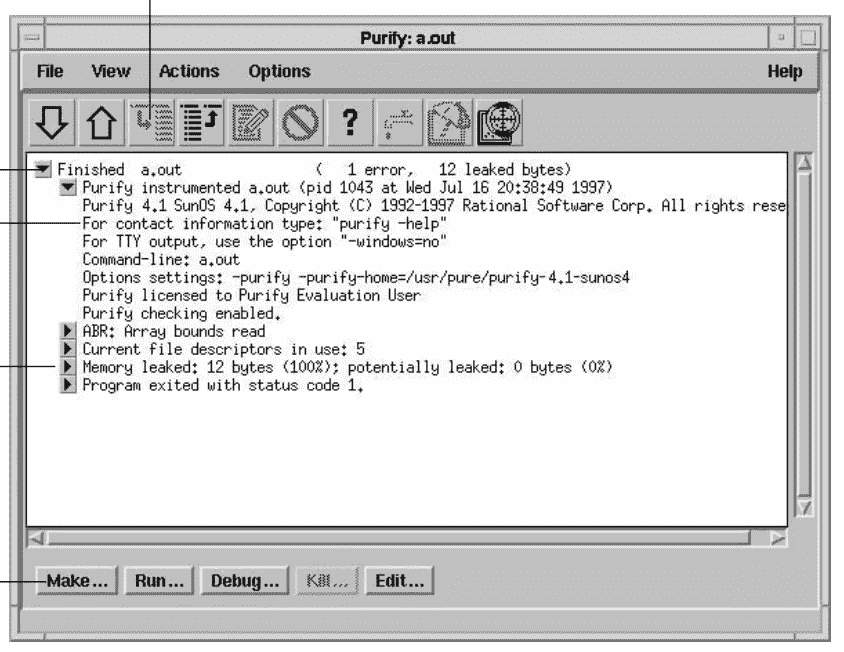 Purify: a.out
File View Actions Options Help
?
Finished a.out ( 1 error, 12 leaked bytes)
Purify instrumented a.out (pid 1043 at Wed Jul 16 20:38:49 1997)
Purify 4.1 SunOS 4.1, Copyright (C) 1992-1997 Rational Software Corp. All rights rese
For contact information type: "purify -help"
For TTY output, use the option "-windows=no"
Command-line: a.out
Options settings: -purify -purify-home=/usr/pure/purify-4.1-sunos4
Purify licensed to Purify Evaluation User
Purify checking enabled.
ABR: Array bounds read
Current file descriptors in use: 5
Memory leaked: 12 bytes (100%); potentially leaked: 0 bytes (0%)
Program exited with status code 1.
Make... Run... Debug... Kill... Edit...